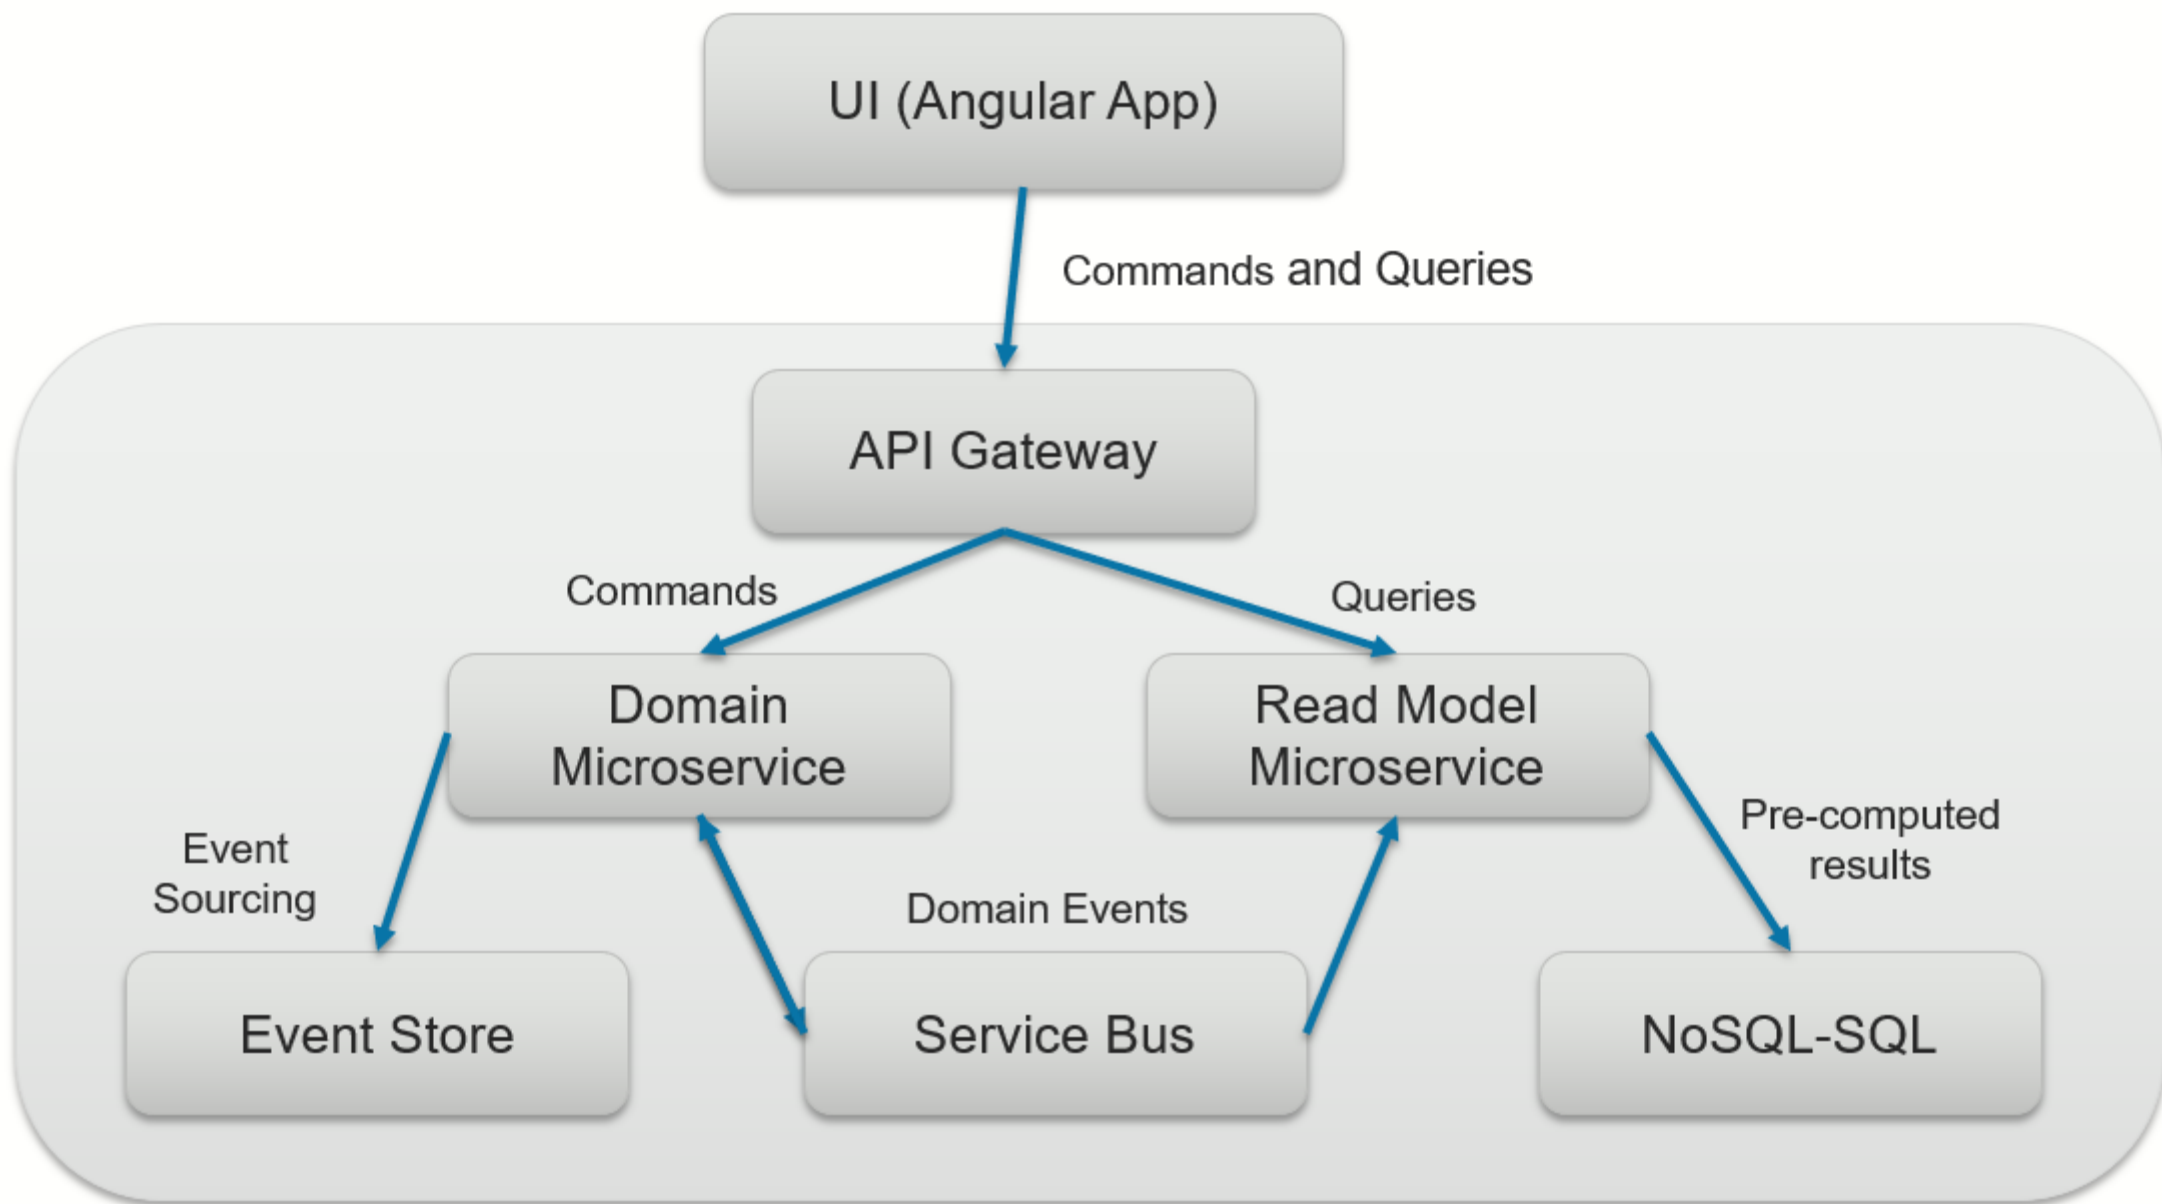 UI (Angular App)
Commands and Queries
API Gateway
Commands
Queries
Domain
Microservice
Read Model
Microservice
Event
Sourcing
Domain Events
Pre-computed
results
Event Store
Service Bus
NoSQL-SQL